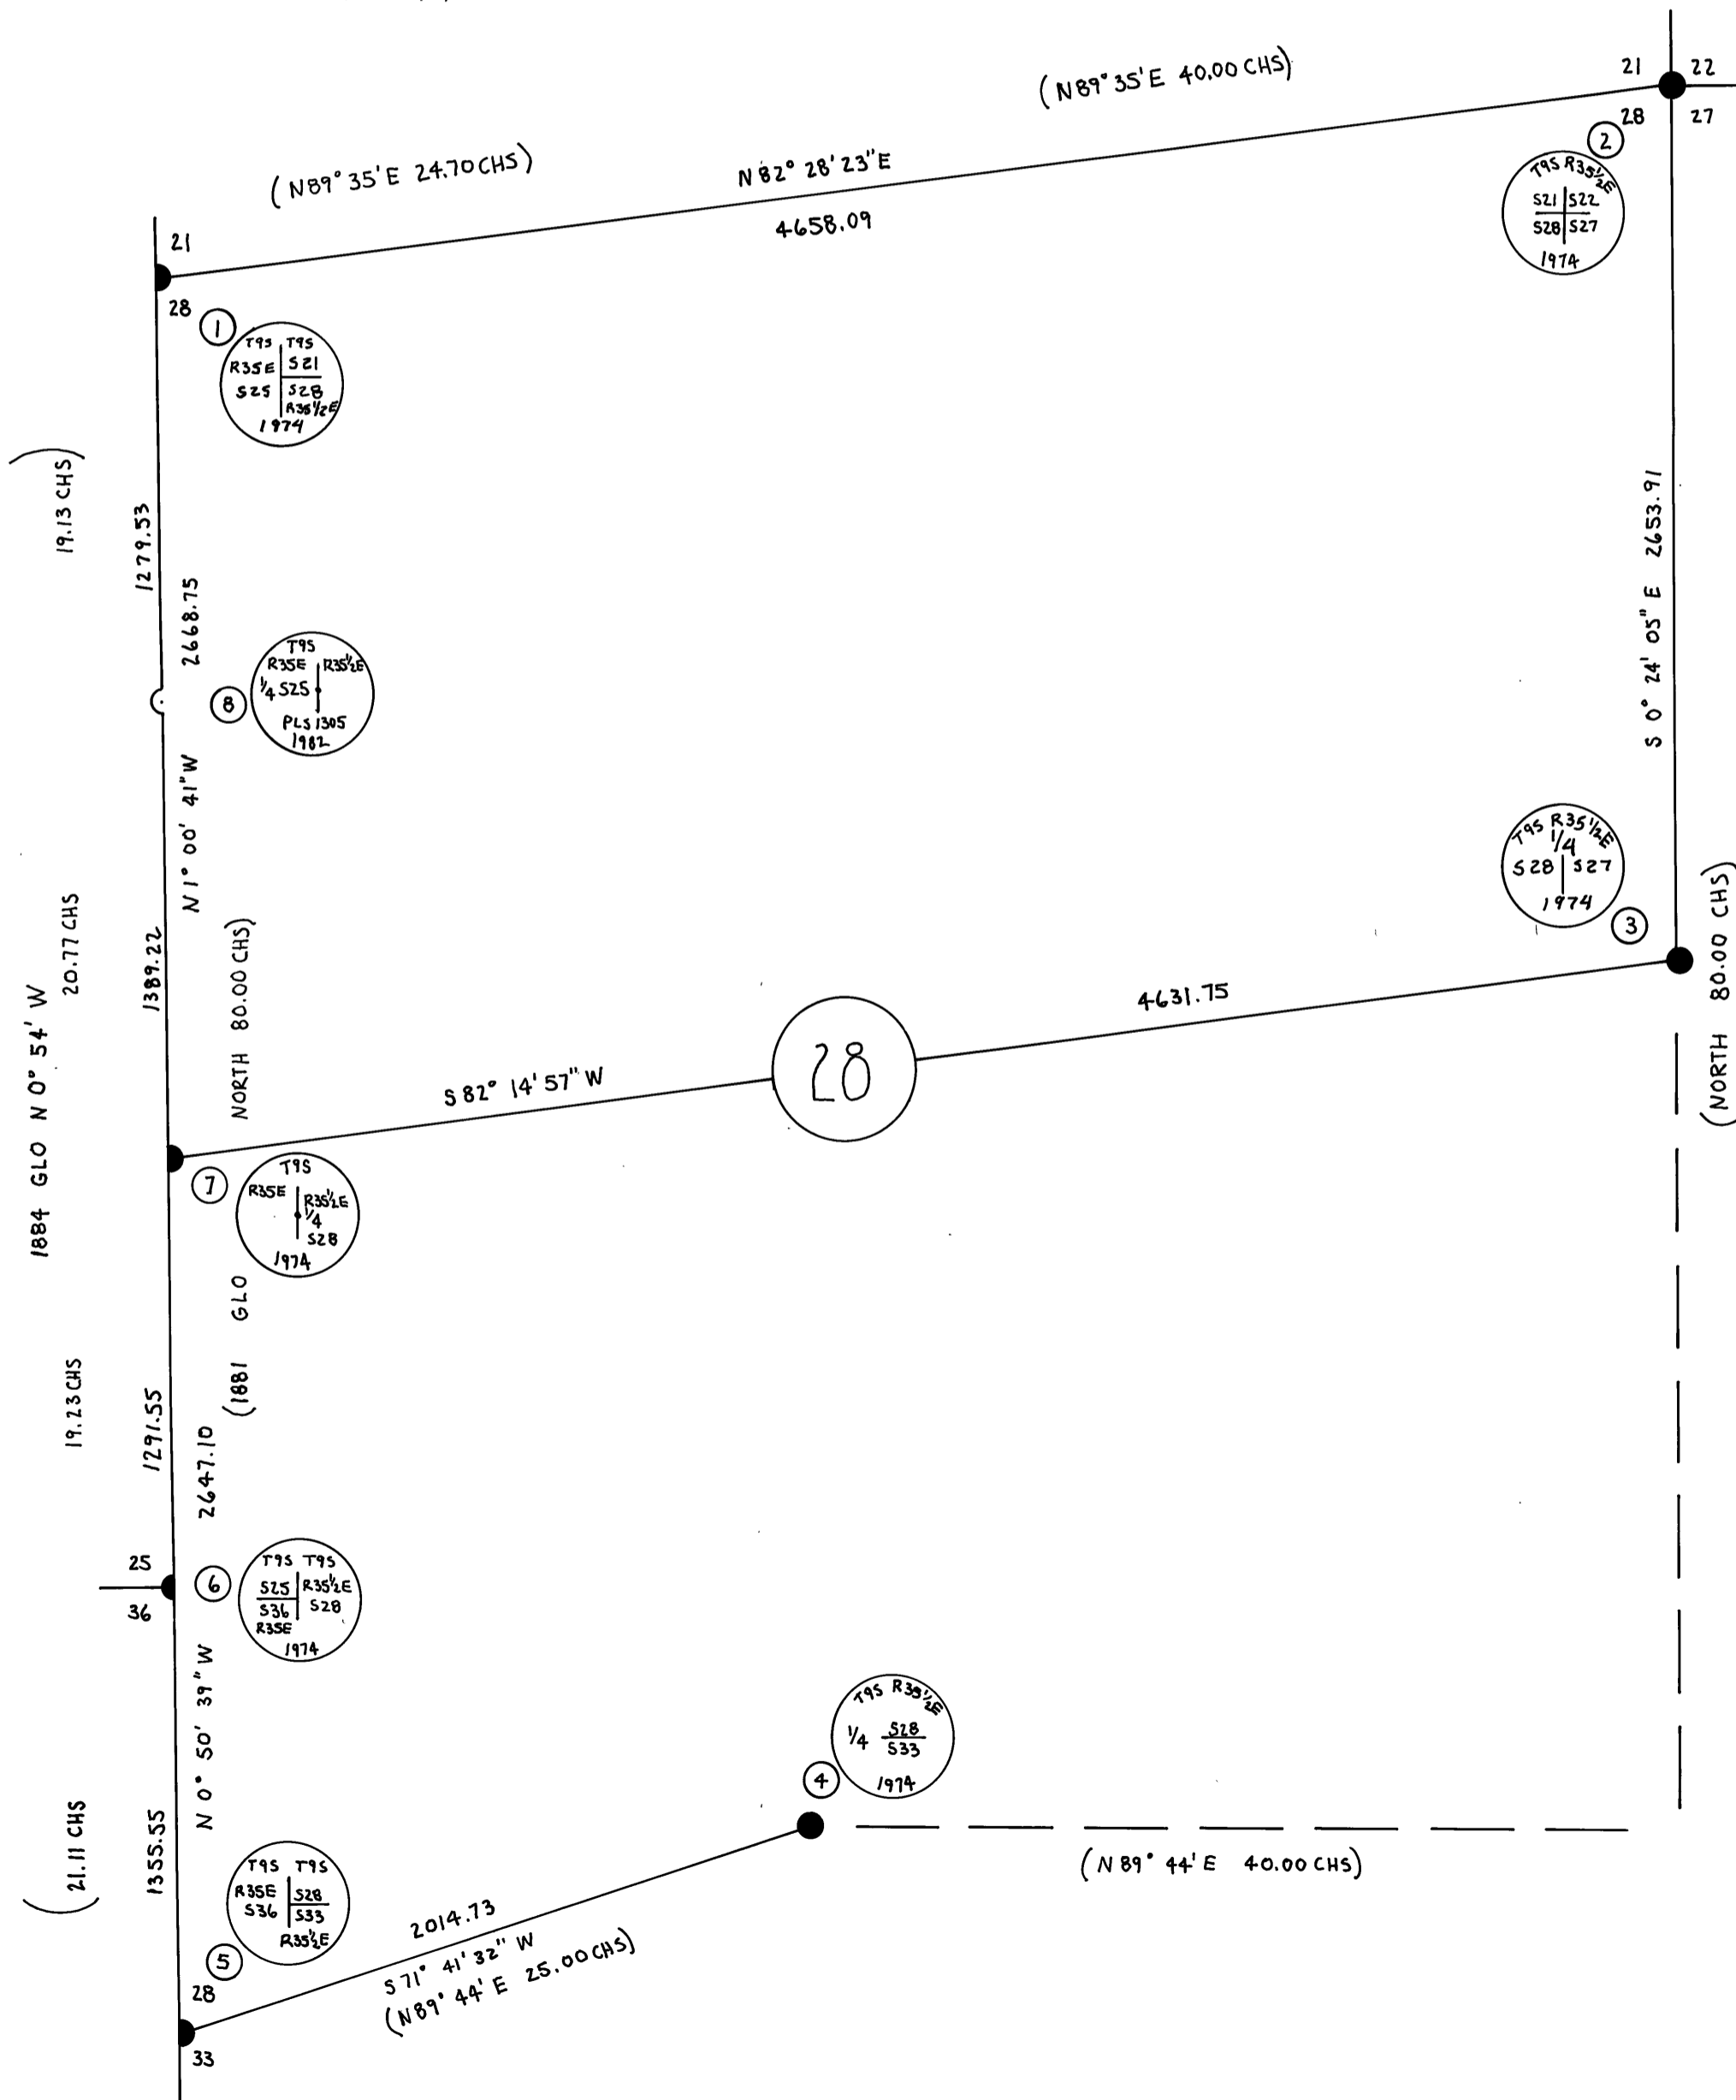 (N89°35'E 40.00 CHS)
21 22
28 27
2
T9S R35½E
S21 S22
S28 S27
1974
(N89°35'E 24.70 CHS)
N82° 28' 23"E
4658.09
21
28
1
T9S T9S
R35E S21
S25 S28
R35½E
1974
19.13 CHS)
1279.53
2668.75
N1° 00' 41"W
8
T9S
R35E R35½E
¼ S25
PLS 1305
1982
S 0° 24' 05" E 2653.91
T9S R35½E
1/4
S28 S27
1974
3
(NORTH 80.00 CHS)
1884 GLO N 0° 54' W
20.77 CHS
1389.22
(1881 GLO NORTH 80.00 CHS)
S 82° 14' 57" W
28
4631.75
7
T9S
R35E R35½E
¼
S28
1974
19.23 CHS
1291.55
2647.10
25
36
6
T9S T9S
S25 R35½E
S36 S28
R35E
1974
N 0° 50' 39" W
(21.11 CHS
1355.55
T9S R35½E
¼ S28
S33
1974
4
(N 89° 44' E 40.00 CHS)
T9S T9S
R35E S28
S36 S33
R35½E
5
28
33
2014.73
S 71° 41' 32" W
(N89° 44' E 25.00 CHS)